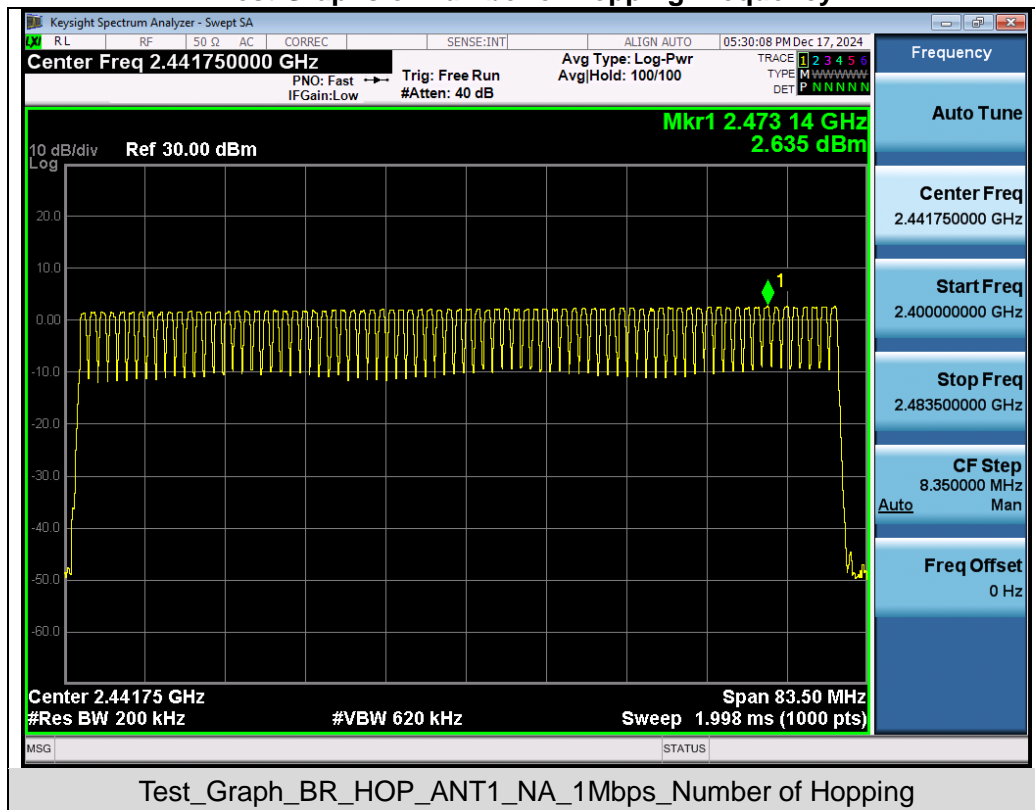 Keysight Spectrum Analyzer - Swept SA
LXI RL RF 50 Ω AC CORREC SENSE:INT ALIGN AUTO 05:30:08 PM Dec 17, 2024
Center Freq 2.441750000 GHz
PNO: Fast
IFGain:Low
Trig: Free Run
#Atten: 40 dB
Avg Type: Log-Pwr
Avg|Hold: 100/100
TRACE 1 2 3 4 5 6
TYPE M WWWWW
DET P N N N N N
Mkr1 2.473 14 GHz
2.635 dBm
10 dB/div Ref 30.00 dBm
Log
20.0
10.0
0.00
-10.0
-20.0
-30.0
-40.0
-50.0
-60.0
1
Center 2.44175 GHz
Span 83.50 MHz
#Res BW 200 kHz
#VBW 620 kHz
Sweep 1.998 ms (1000 pts)
MSG
STATUS
Frequency
Auto Tune
Center Freq
2.441750000 GHz
Start Freq
2.400000000 GHz
Stop Freq
2.483500000 GHz
CF Step
8.350000 MHz
Auto Man
Freq Offset
0 Hz
Test_Graph_BR_HOP_ANT1_NA_1Mbps_Number of Hopping